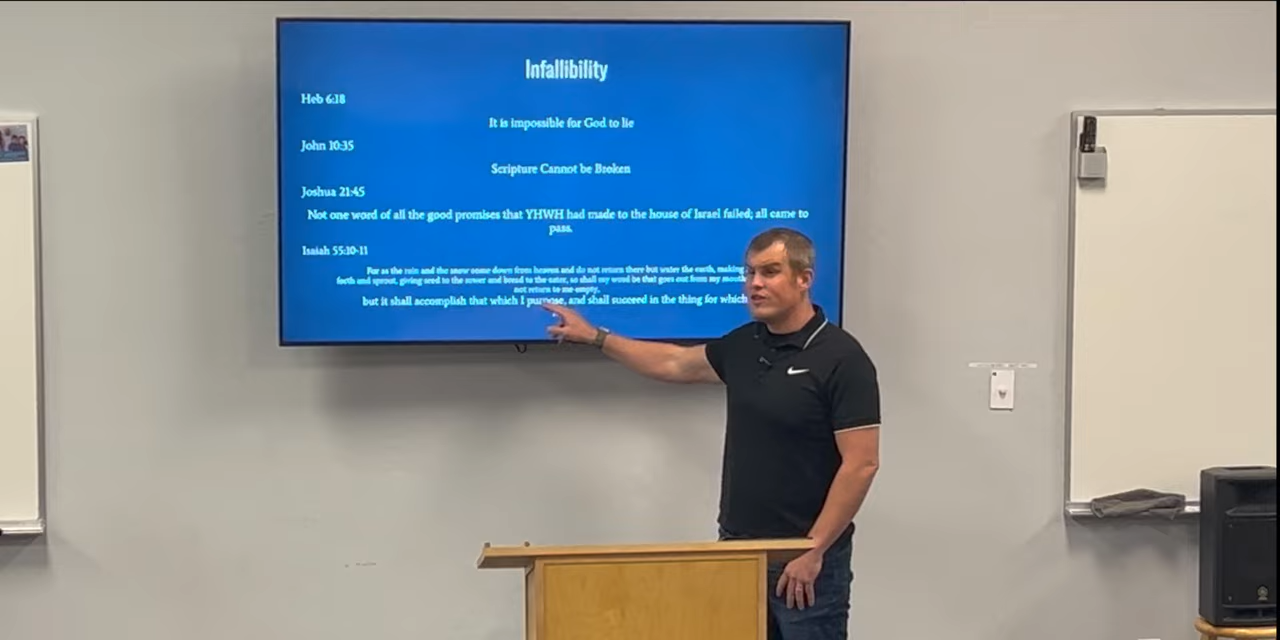 Infallibility
Heb 6:18
It is impossible for God to lie
John 10:35
Scripture Cannot be Broken
Joshua 21:45
Not one word of all the good promises that YHWH had made to the house of Israel failed; all came to
pass.
Isaiah 55:10-11
For as the rain and the snow come down from heaven and do not return there but water the earth, making
forth and sprout, giving seed to the sower and bread to the eater, so shall my word be that goes out from my mouth
not return to me empty,
but it shall accomplish that which I purpose, and shall succeed in the thing for which